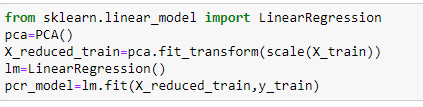 from sklearn.linear_model import LinearRegression
pca=PCA()
X_reduced_train=pca.fit_transform(scale(X_train))
lm=LinearRegression()
pcr_model=lm.fit(X_reduced_train,y_train)